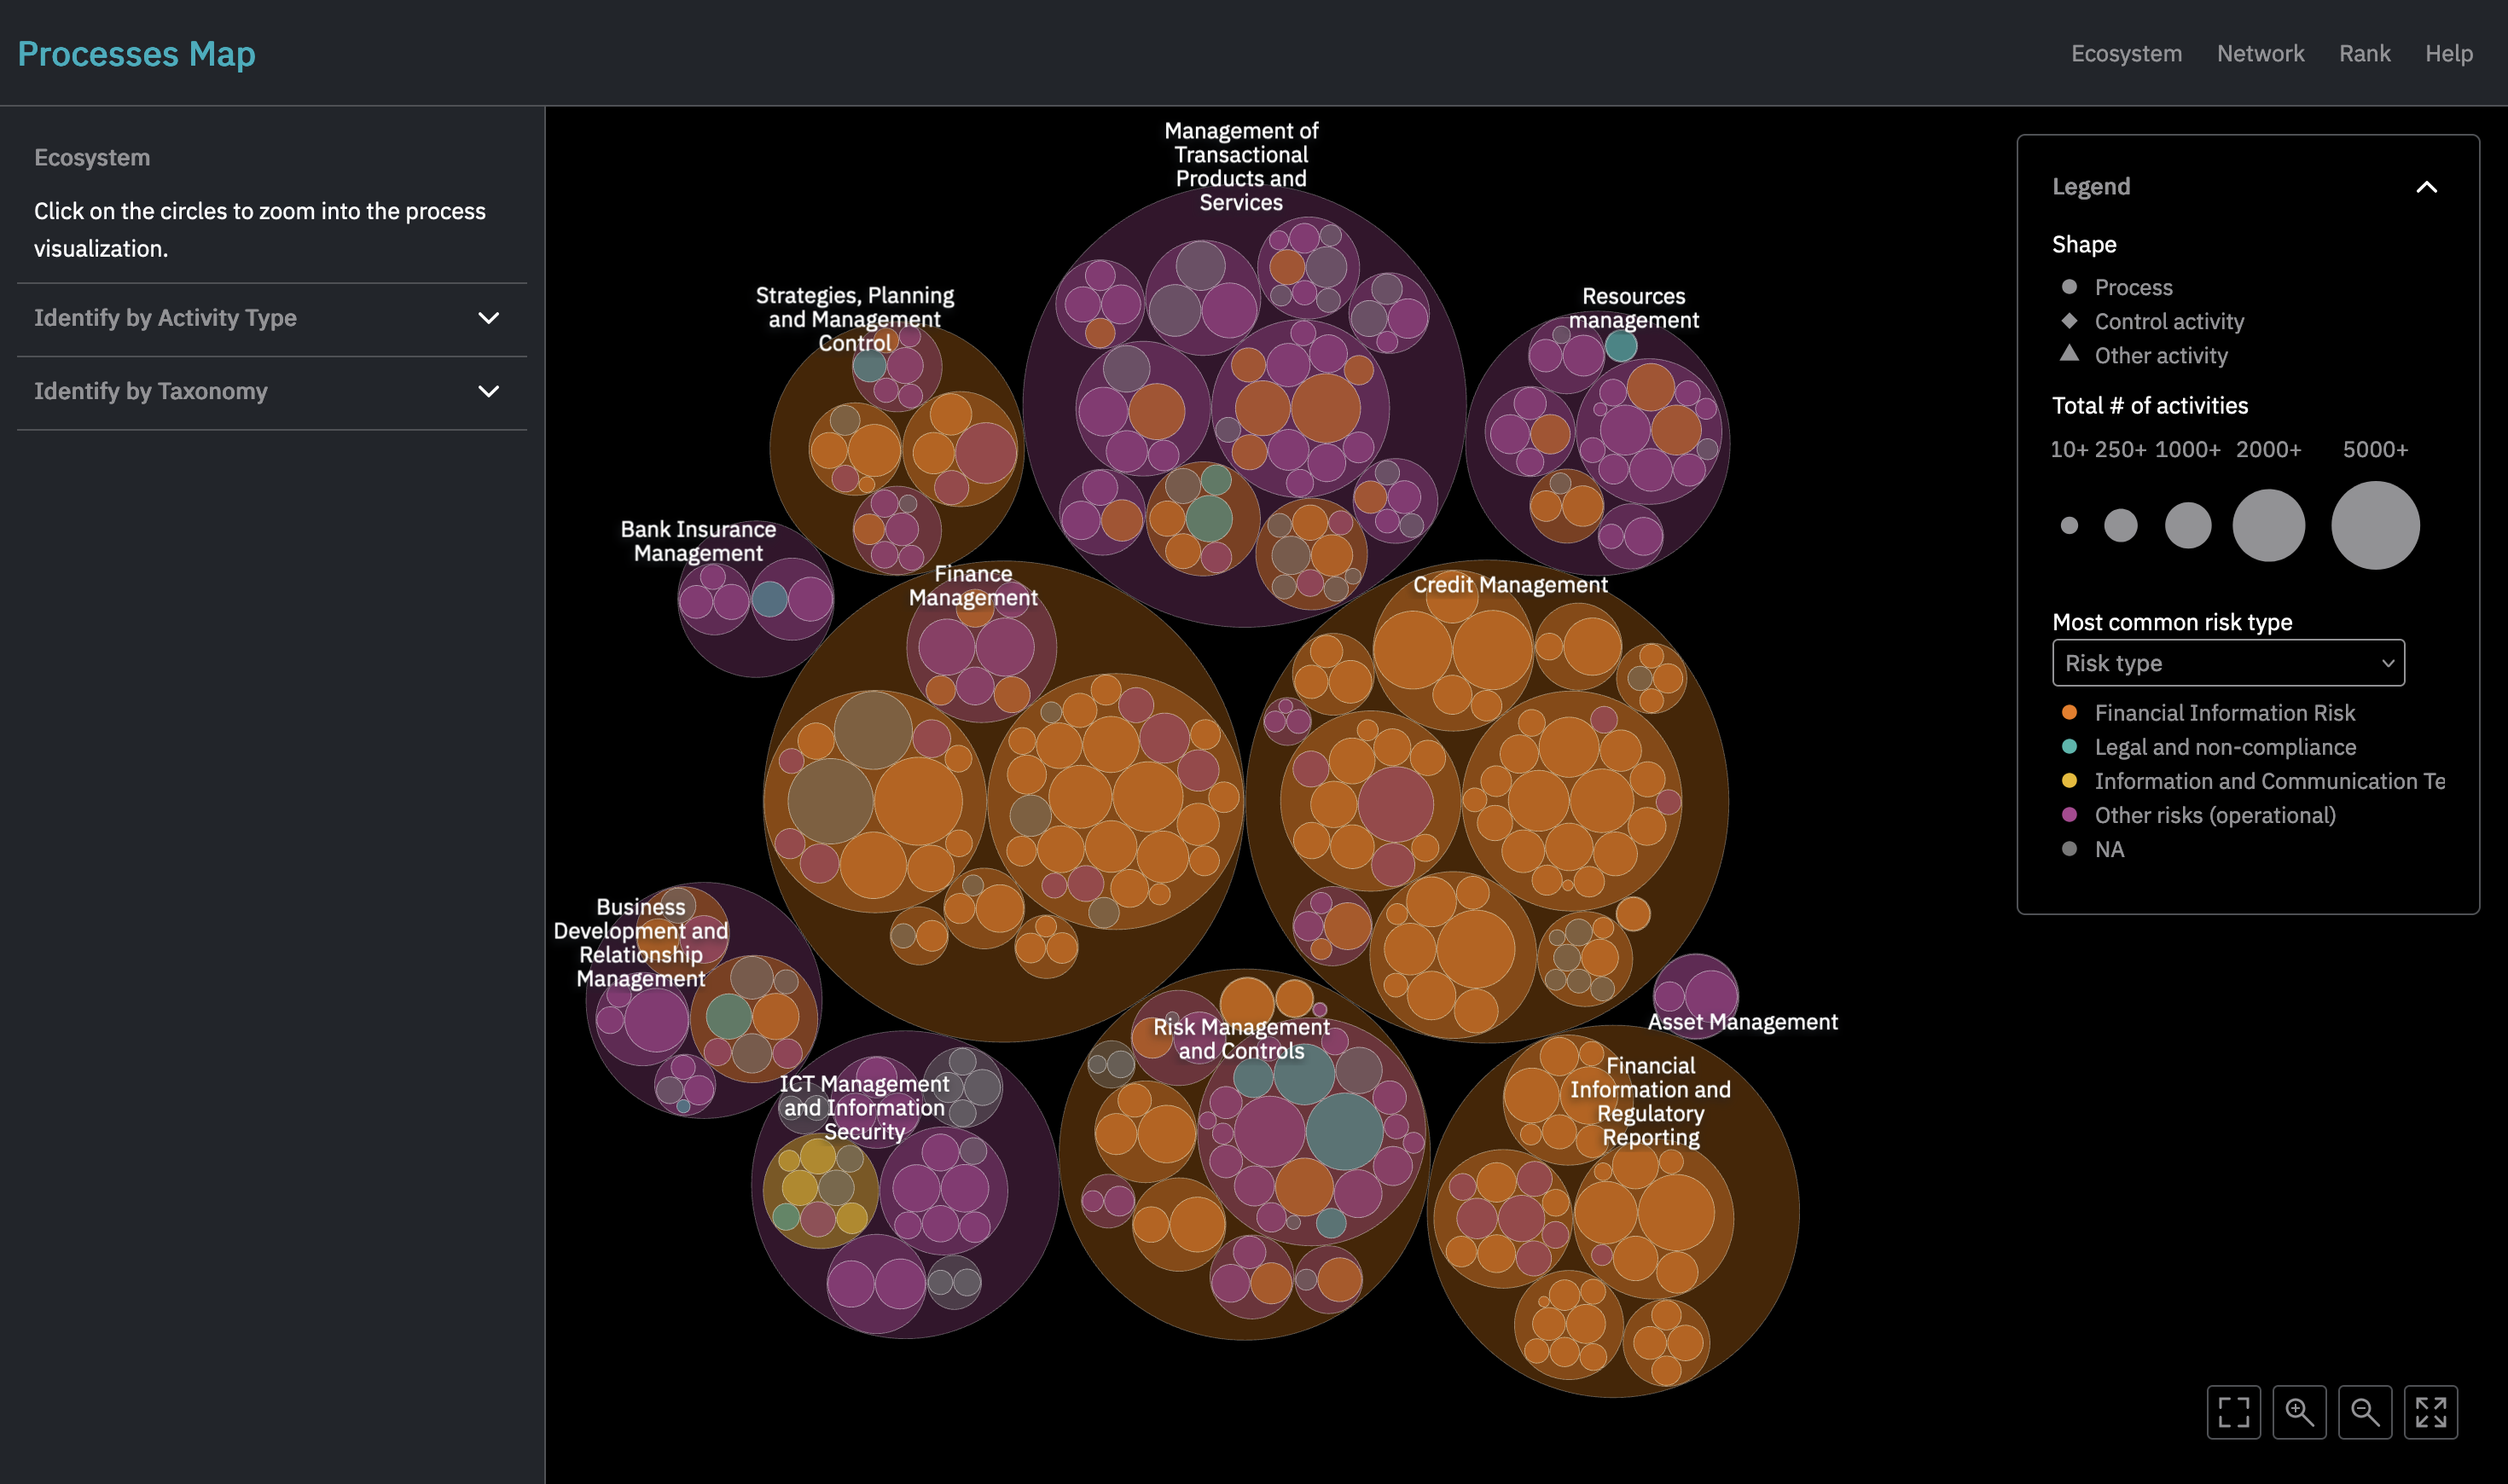 Processes Map
Ecosystem Network Rank Help
Ecosystem
Click on the circles to zoom into the process
visualization.
Identify by Activity Type
Identify by Taxonomy
Management of
Transactional
Products and
Services
Strategies, Planning
and Management
Control
Resources
management
Bank Insurance
Management
Finance
Management
Credit Management
Business
Development and
Relationship
Management
Risk Management
and Controls
Asset Management
ICT Management
and Information
Security
Financial
Information and
Regulatory
Reporting
Legend
Shape
Process
Control activity
Other activity
Total # of activities
10+ 250+ 1000+ 2000+ 5000+
Most common risk type
Risk type
Financial Information Risk
Legal and non-compliance
Information and Communication Te
Other risks (operational)
NA